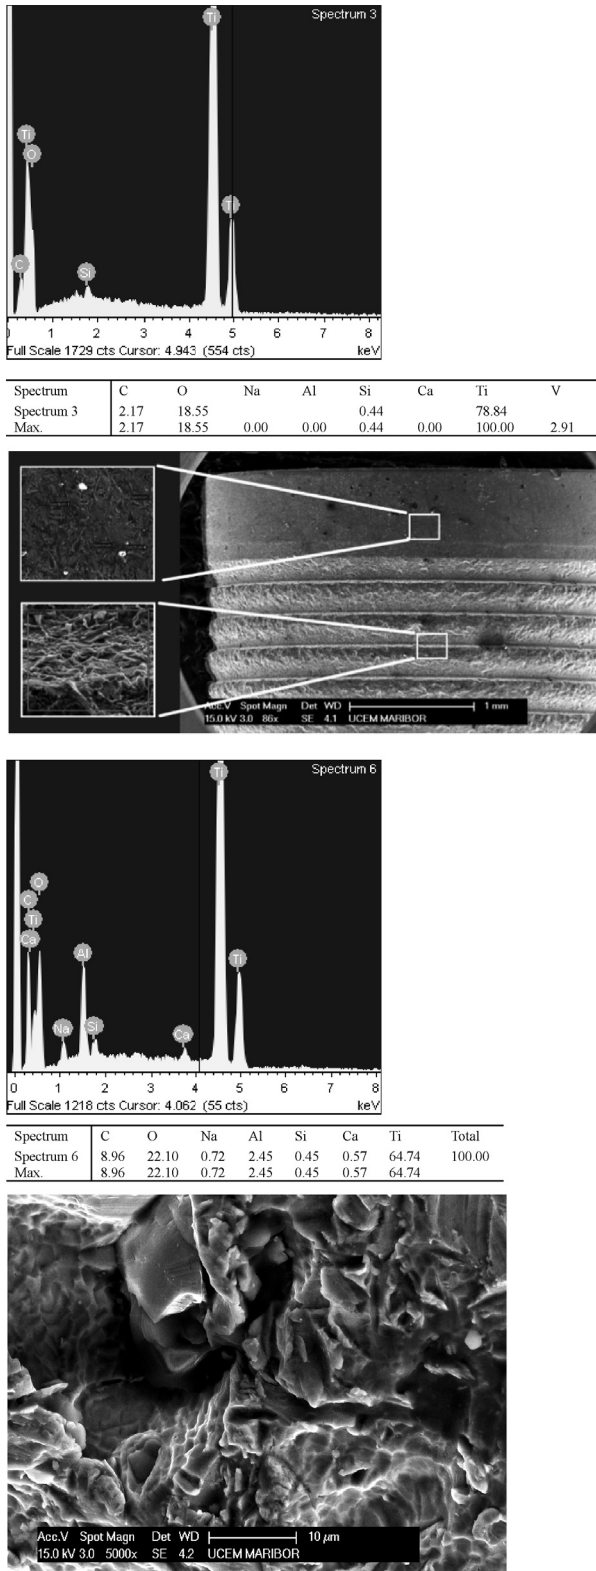 Spectrum 3
Ti
Ti
O
Ti
C
Si
0 1 2 3 4 5 6 7 8
Full Scale 1729 cts Cursor: 4.943 (554 cts) keV
Spectrum C O Na Al Si Ca Ti V
Spectrum 3 2.17 18.55 0.44 78.84
Max. 2.17 18.55 0.00 0.00 0.44 0.00 100.00 2.91
Acc.V Spot Magn Det WD 1 mm
15.0 kV 3.0 86x SE 4.1 UCEM MARIBOR
Spectrum 6
Ti
O
C
Ti
Ca
Al
Ti
Na
Si
Ca
0 1 2 3 4 5 6 7 8
Full Scale 1218 cts Cursor: 4.062 (55 cts) keV
Spectrum C O Na Al Si Ca Ti Total
Spectrum 6 8.96 22.10 0.72 2.45 0.45 0.57 64.74 100.00
Max. 8.96 22.10 0.72 2.45 0.45 0.57 64.74
Acc.V Spot Magn Det WD 10 µm
15.0 kV 3.0 5000x SE 4.2 UCEM MARIBOR